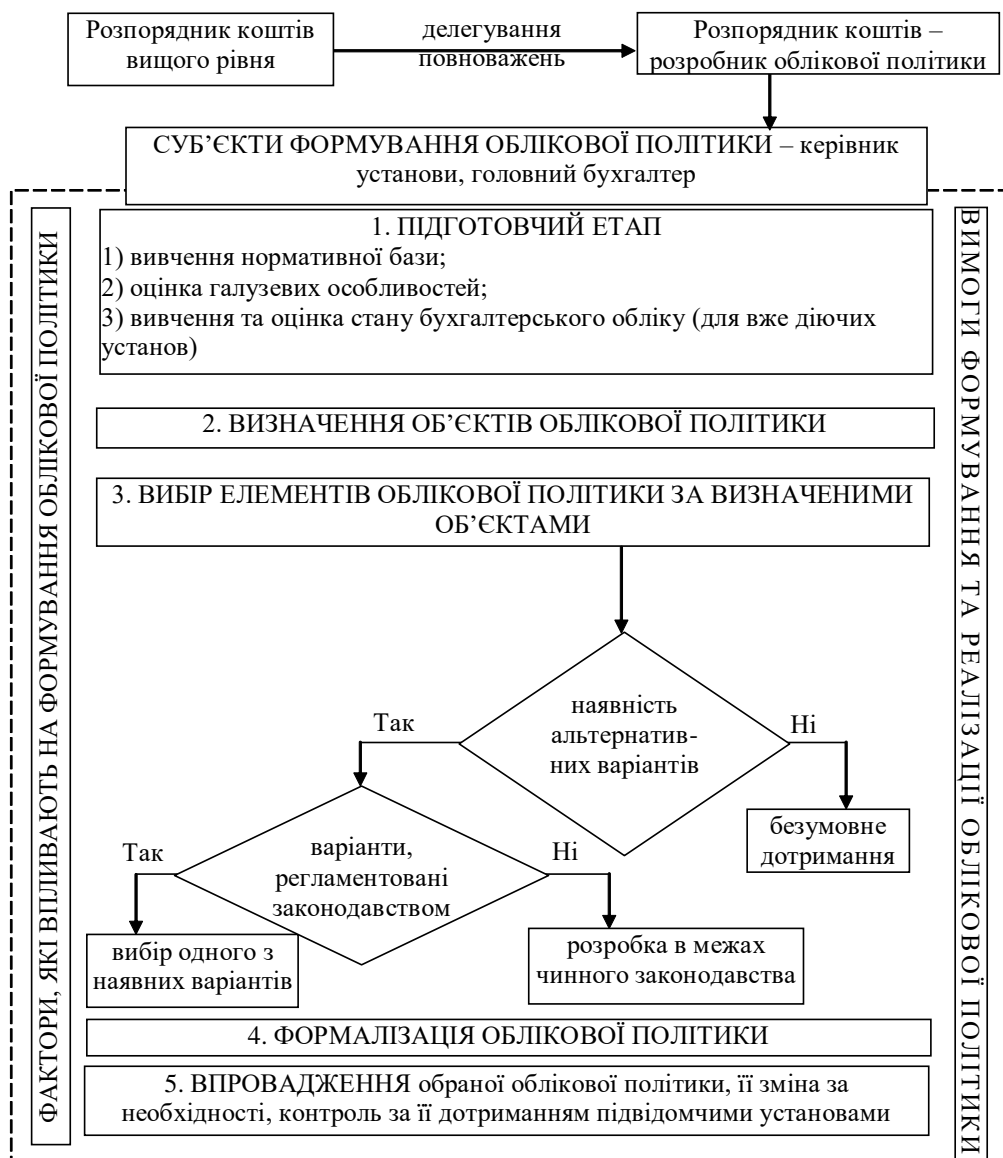 Розпорядник коштів
вищого рівня
делегування
повноважень
Розпорядник коштів –
розробник облікової політики
СУБ’ЄКТИ ФОРМУВАННЯ ОБЛІКОВОЇ ПОЛІТИКИ – керівник
установи, головний бухгалтер
ФАКТОРИ, ЯКІ ВПЛИВАЮТЬ НА ФОРМУВАННЯ ОБЛІКОВОЇ ПОЛІТИКИ
1. ПІДГОТОВЧИЙ ЕТАП
1) вивчення нормативної бази;
2) оцінка галузевих особливостей;
3) вивчення та оцінка стану бухгалтерського обліку (для вже діючих
установ)
2. ВИЗНАЧЕННЯ ОБ’ЄКТІВ ОБЛІКОВОЇ ПОЛІТИКИ
3. ВИБІР ЕЛЕМЕНТІВ ОБЛІКОВОЇ ПОЛІТИКИ ЗА ВИЗНАЧЕНИМИ
ОБ’ЄКТАМИ
Так
наявність
альтернатив-
них варіантів
Ні
безумовне
дотримання
Так
варіанти,
регламентовані
законодавством
Ні
вибір одного з
наявних варіантів
розробка в межах
чинного законодавства
4. ФОРМАЛІЗАЦІЯ ОБЛІКОВОЇ ПОЛІТИКИ
5. ВПРОВАДЖЕННЯ обраної облікової політики, її зміна за
необхідності, контроль за її дотриманням підвідомчими установами
ВИМОГИ ФОРМУВАННЯ ТА РЕАЛІЗАЦІЇ ОБЛІКОВОЇ ПОЛІТИКИ